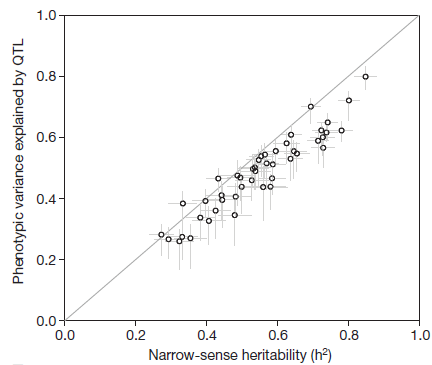 Phenotypic variance explained by QTL
1.0
0.8
0.6
0.4
0.2
0.0
0.0 0.2 0.4 0.6 0.8 1.0
Narrow-sense heritability (h²)